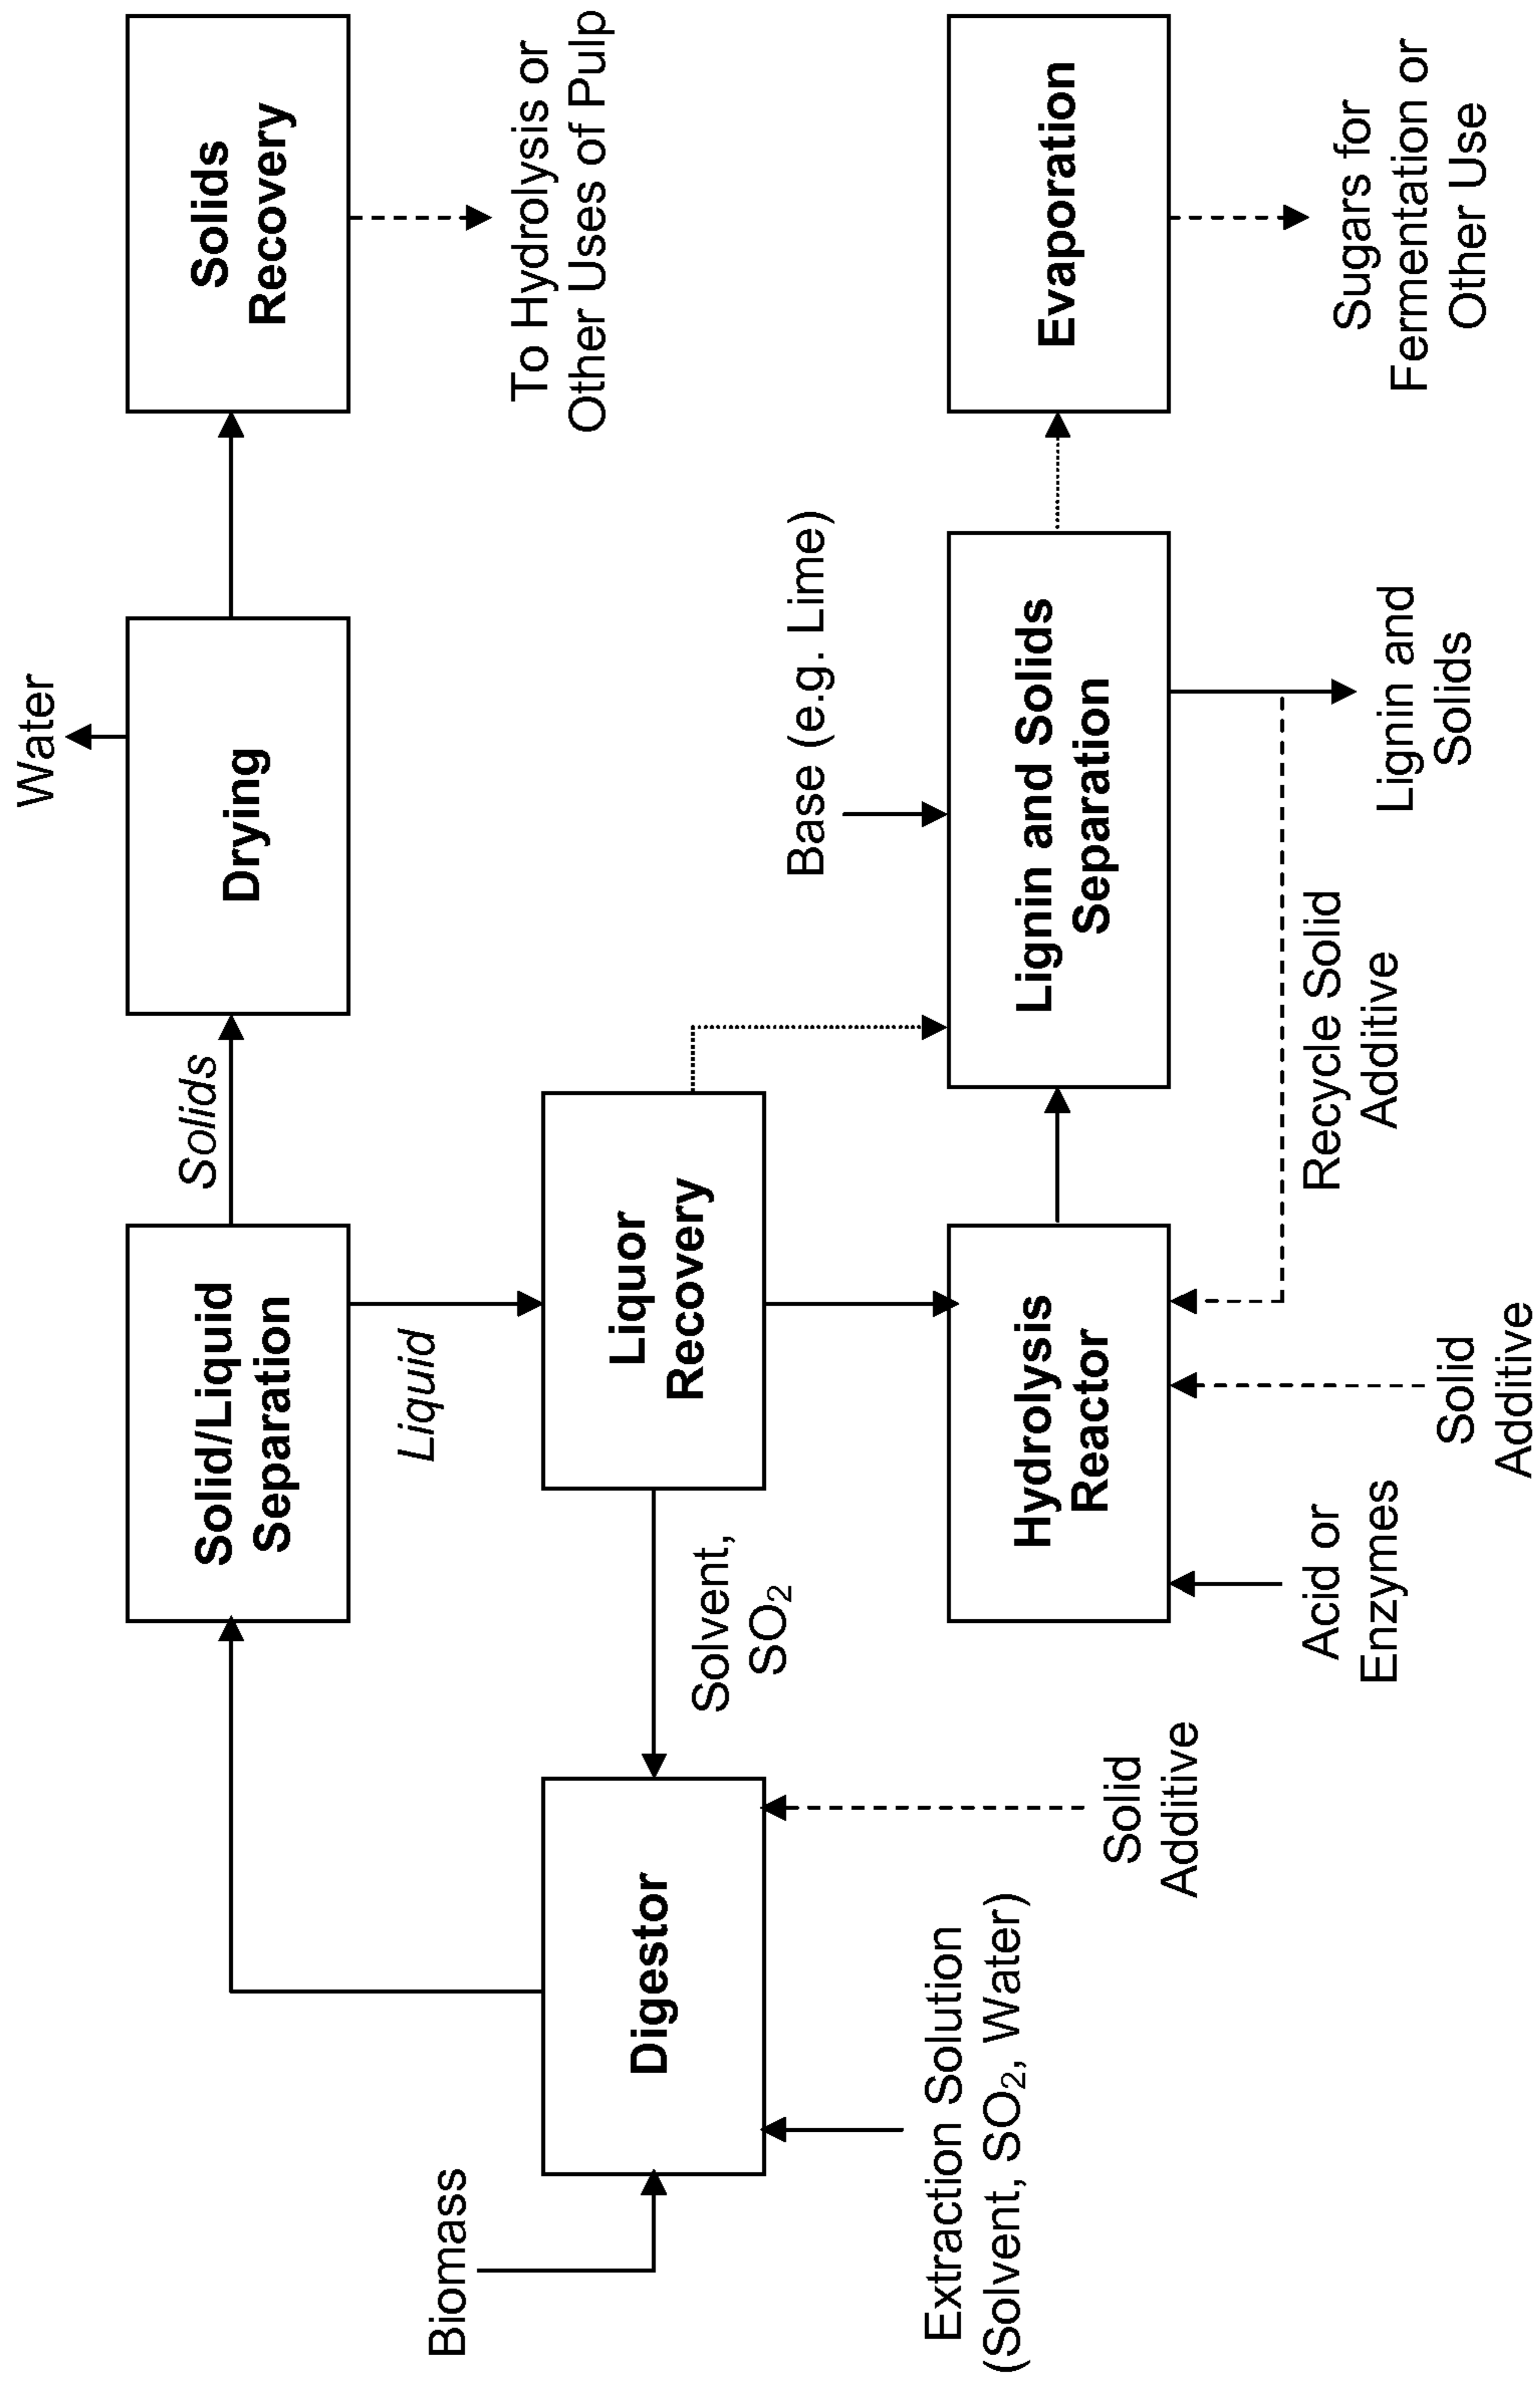 Water
Solid/Liquid
Separation
Solids
Drying
Solids
Recovery
Liquid
To Hydrolysis or
Other Uses of Pulp
Biomass
Digestor
Solvent,
SO₂
Liquor
Recovery
Base (e.g. Lime)
Extraction Solution
(Solvent, SO₂, Water)
Solid
Additive
Hydrolysis
Reactor
Lignin and Solids
Separation
Evaporation
Acid or
Enzymes
Solid
Additive
Recycle Solid
Additive
Lignin and
Solids
Sugars for
Fermentation or
Other Use